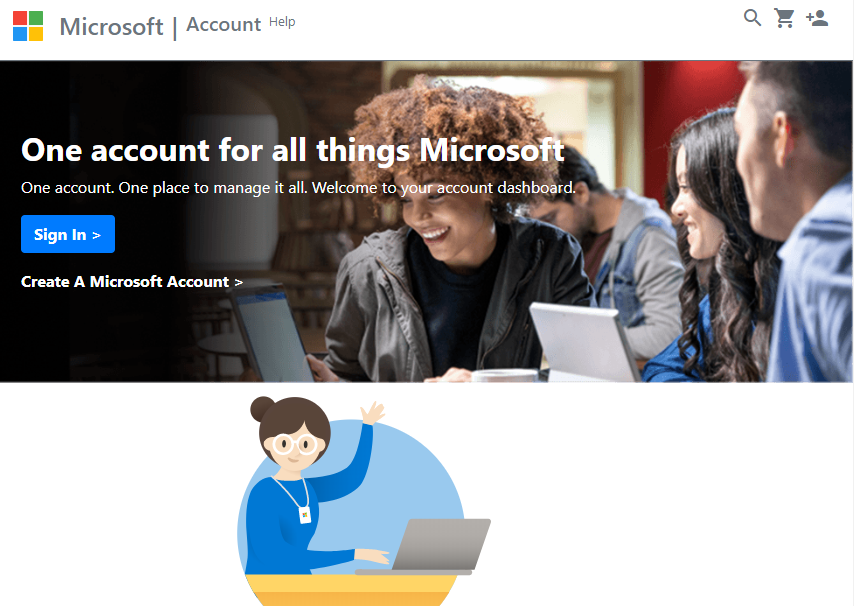 Microsoft | Account Help
One account for all things Microsoft
One account. One place to manage it all. Welcome to your account dashboard.
Sign In >
Create A Microsoft Account >